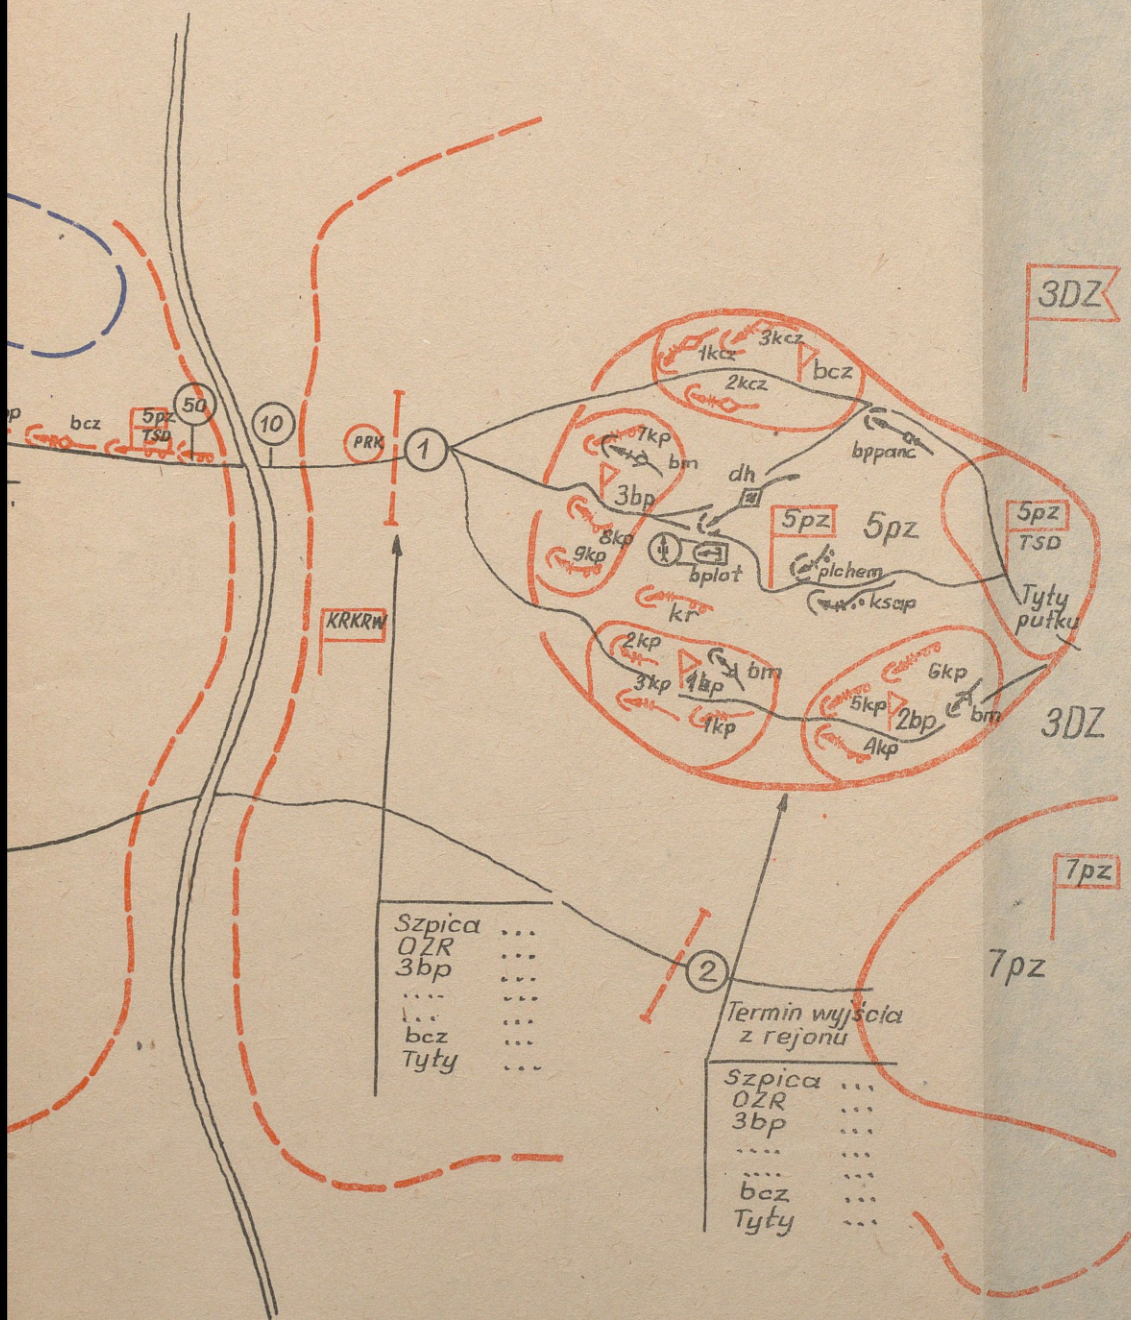 3DZ
3kcz
1kcz
bcz
2kcz
50
5pz
TSD
bcz
10
PRK
1
7kp
bm
bppanc
dh
3bp
5pz
5pz
5pz
TSD
8kp
9kp
bplot
plchem
ksap
kr
Tyły
pułku
KRKRW
2kp
bm
3kp
1bp
1kp
6kp
5kp
2bp
bm
4kp
3DZ
7pz
7pz
Szpica ...
OZR ...
3bp ...
.... ...
... ...
bcz ...
Tyły ...
2
Termin wyjścia
z rejonu
Szpica ...
OZR ...
3bp ...
.... ...
.... ...
bcz ...
Tyły ...